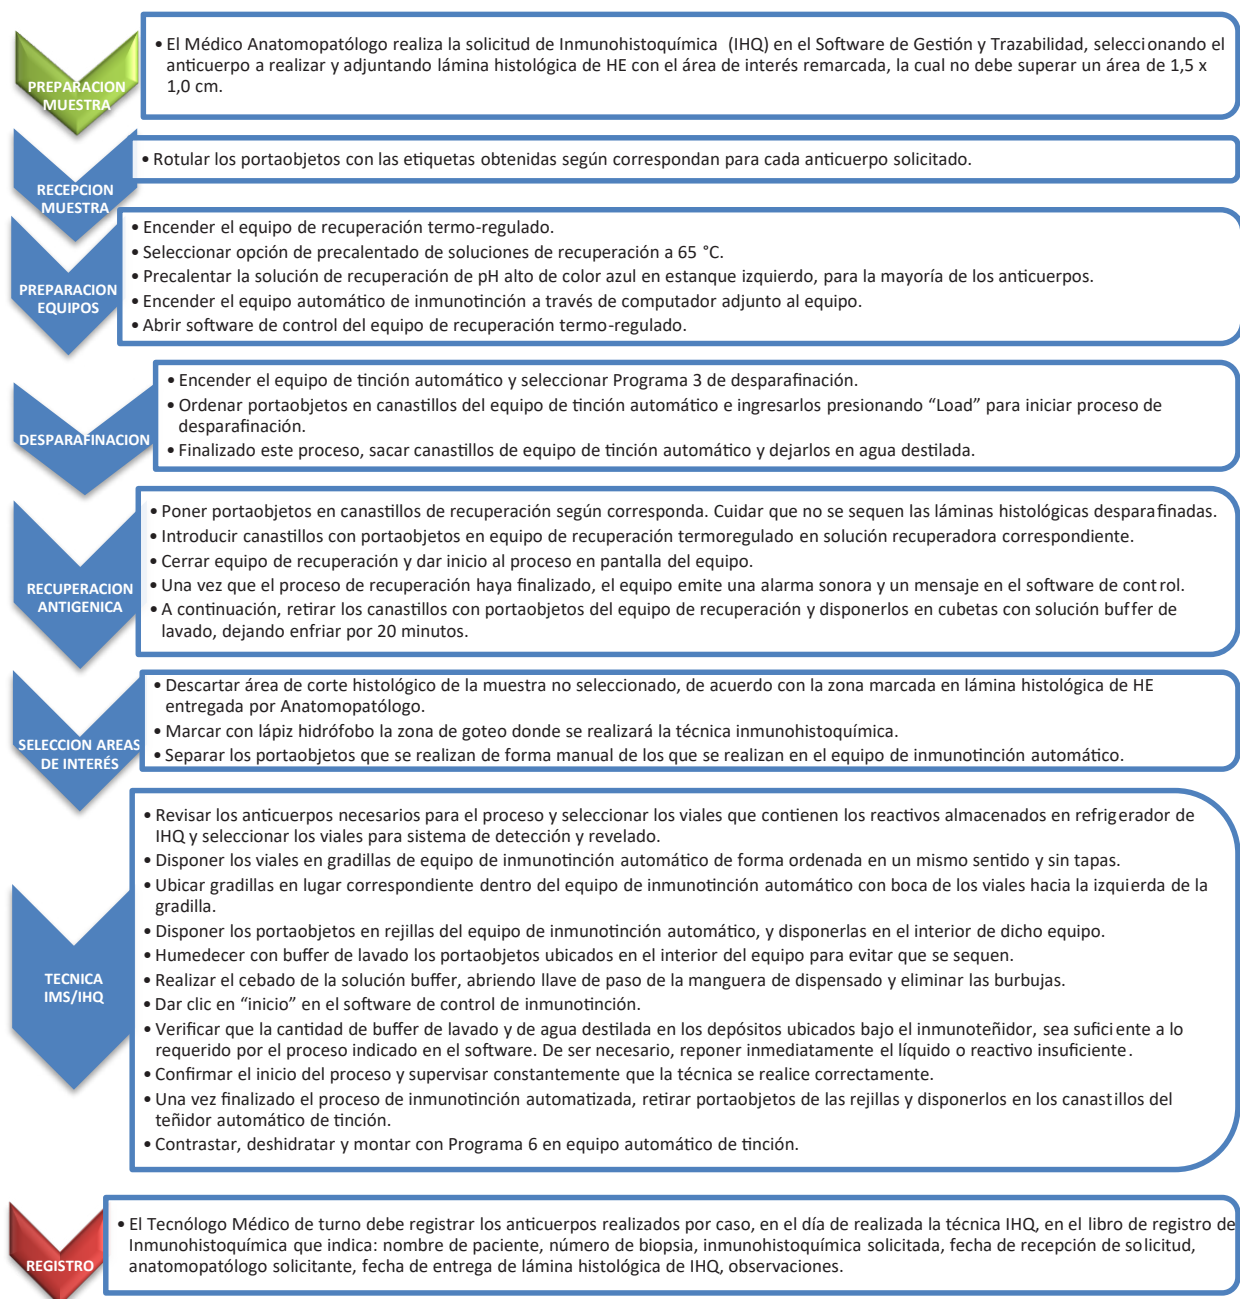 PREPARACION
MUESTRA
• El Médico Anatomopatólogo realiza la solicitud de Inmunohistoquímica (IHQ) en el Software de Gestión y Trazabilidad, seleccionando el
anticuerpo a realizar y adjuntando lámina histológica de HE con el área de interés remarcada, la cual no debe superar un área de 1,5 x
1,0 cm.
RECEPCION
MUESTRA
• Rotular los portaobjetos con las etiquetas obtenidas según correspondan para cada anticuerpo solicitado.
PREPARACION
EQUIPOS
• Encender el equipo de recuperación termo-regulado.
• Seleccionar opción de precalentado de soluciones de recuperación a 65 °C.
• Precalentar la solución de recuperación de pH alto de color azul en estanque izquierdo, para la mayoría de los anticuerpos.
• Encender el equipo automático de inmunotinción a través de computador adjunto al equipo.
• Abrir software de control del equipo de recuperación termo-regulado.
DESPARAFINACION
• Encender el equipo de tinción automático y seleccionar Programa 3 de desparafinación.
• Ordenar portaobjetos en canastillos del equipo de tinción automático e ingresarlos presionando “Load” para iniciar proceso de
desparafinación.
• Finalizado este proceso, sacar canastillos de equipo de tinción automático y dejarlos en agua destilada.
RECUPERACION
ANTIGENICA
• Poner portaobjetos en canastillos de recuperación según corresponda. Cuidar que no se sequen las láminas histológicas desparafinadas.
• Introducir canastillos con portaobjetos en equipo de recuperación termoregulado en solución recuperadora correspondiente.
• Cerrar equipo de recuperación y dar inicio al proceso en pantalla del equipo.
• Una vez que el proceso de recuperación haya finalizado, el equipo emite una alarma sonora y un mensaje en el software de control.
• A continuación, retirar los canastillos con portaobjetos del equipo de recuperación y disponerlos en cubetas con solución buffer de
lavado, dejando enfriar por 20 minutos.
SELECCION AREAS
DE INTERÉS
• Descartar área de corte histológico de la muestra no seleccionado, de acuerdo con la zona marcada en lámina histológica de HE
entregada por Anatomopatólogo.
• Marcar con lápiz hidrófobo la zona de goteo donde se realizará la técnica inmunohistoquímica.
• Separar los portaobjetos que se realizan de forma manual de los que se realizan en el equipo de inmunotinción automático.
TECNICA
IMS/IHQ
• Revisar los anticuerpos necesarios para el proceso y seleccionar los viales que contienen los reactivos almacenados en refrigerador de
IHQ y seleccionar los viales para sistema de detección y revelado.
• Disponer los viales en gradillas de equipo de inmunotinción automático de forma ordenada en un mismo sentido y sin tapas.
• Ubicar gradillas en lugar correspondiente dentro del equipo de inmunotinción automático con boca de los viales hacia la izquierda de la
gradilla.
• Disponer los portaobjetos en rejillas del equipo de inmunotinción automático, y disponerlas en el interior de dicho equipo.
• Humedecer con buffer de lavado los portaobjetos ubicados en el interior del equipo para evitar que se sequen.
• Realizar el cebado de la solución buffer, abriendo llave de paso de la manguera de dispensado y eliminar las burbujas.
• Dar clic en “inicio” en el software de control de inmunotinción.
• Verificar que la cantidad de buffer de lavado y de agua destilada en los depósitos ubicados bajo el inmunoteñidor, sea suficiente a lo
requerido por el proceso indicado en el software. De ser necesario, reponer inmediatamente el líquido o reactivo insuficiente.
• Confirmar el inicio del proceso y supervisar constantemente que la técnica se realice correctamente.
• Una vez finalizado el proceso de inmunotinción automatizada, retirar portaobjetos de las rejillas y disponerlos en los canastillos del
teñidor automático de tinción.
• Contrastar, deshidratar y montar con Programa 6 en equipo automático de tinción.
REGISTRO
• El Tecnólogo Médico de turno debe registrar los anticuerpos realizados por caso, en el día de realizada la técnica IHQ, en el libro de registro de
Inmunohistoquímica que indica: nombre de paciente, número de biopsia, inmunohistoquímica solicitada, fecha de recepción de solicitud,
anatomopatólogo solicitante, fecha de entrega de lámina histológica de IHQ, observaciones.